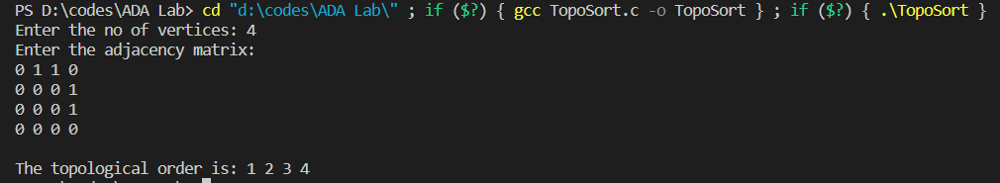 PS D:\codes\ADA Lab> cd "d:\codes\ADA Lab\" ; if ($?) { gcc TopoSort.c -o TopoSort } ; if ($?) { .\TopoSort }
Enter the no of vertices: 4
Enter the adjacency matrix:
0 1 1 0
0 0 0 1
0 0 0 1
0 0 0 0
The topological order is: 1 2 3 4